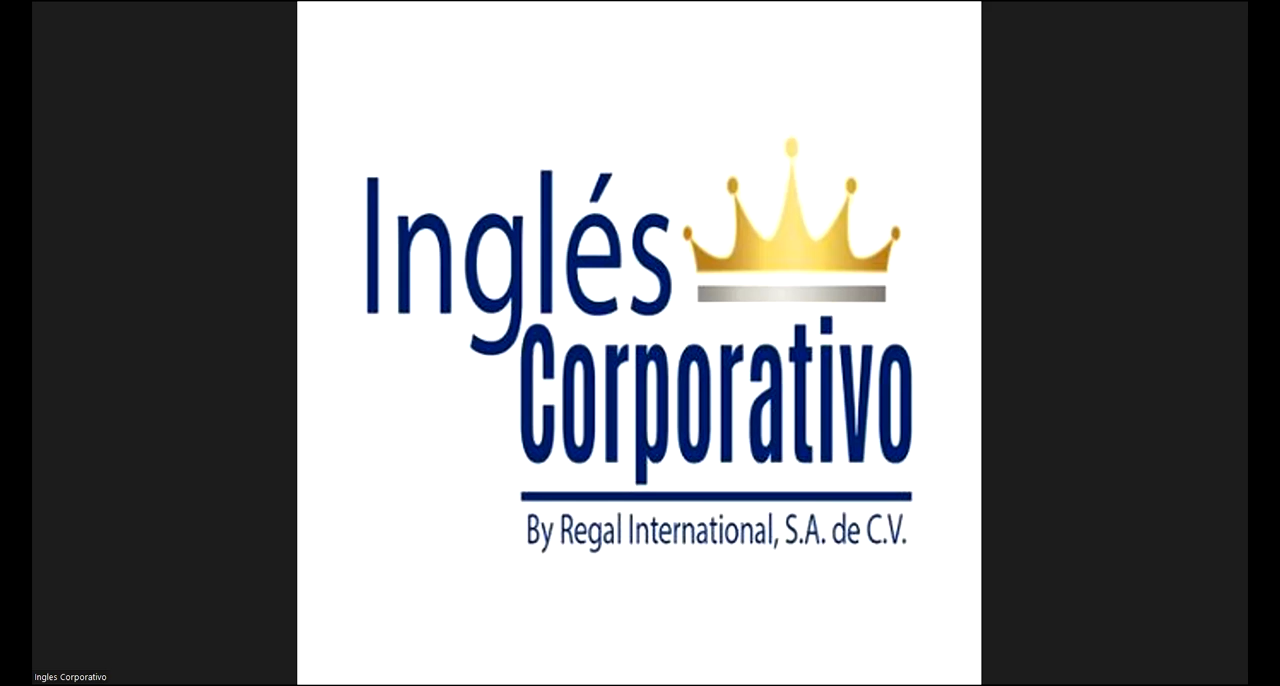 Inglés
Corporativo
By Regal International, S.A. de C.V.
Ingles Corporativo